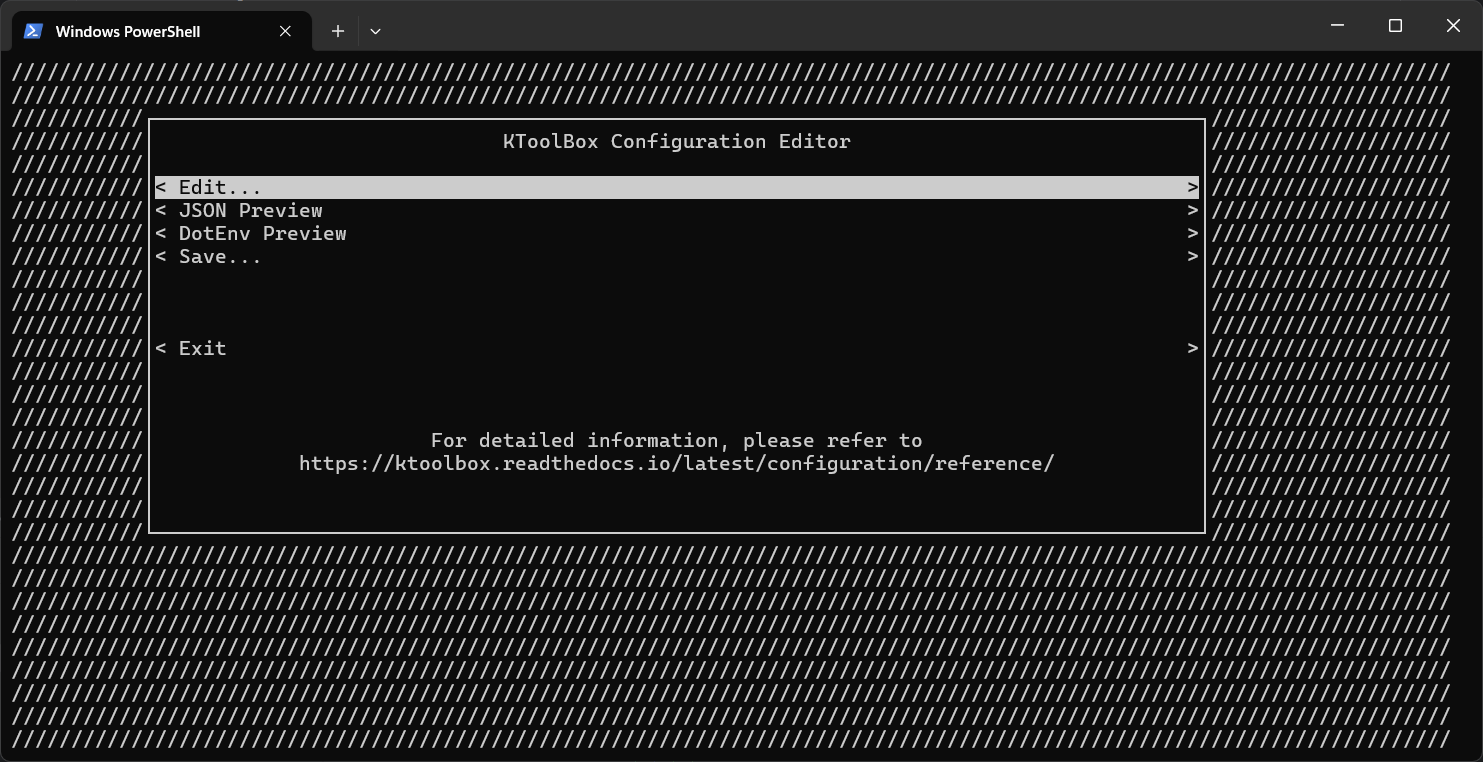 Windows PowerShell
////////////////////////////////////////////////////////////////////////////////////////////////////////////////////////
////////////////////////////////////////////////////////////////////////////////////////////////////////////////////////
KToolBox Configuration Editor
< Edit... >
< JSON Preview >
< DotEnv Preview >
< Save... >
< Exit >
For detailed information, please refer to
https://ktoolbox.readthedocs.io/latest/configuration/reference/